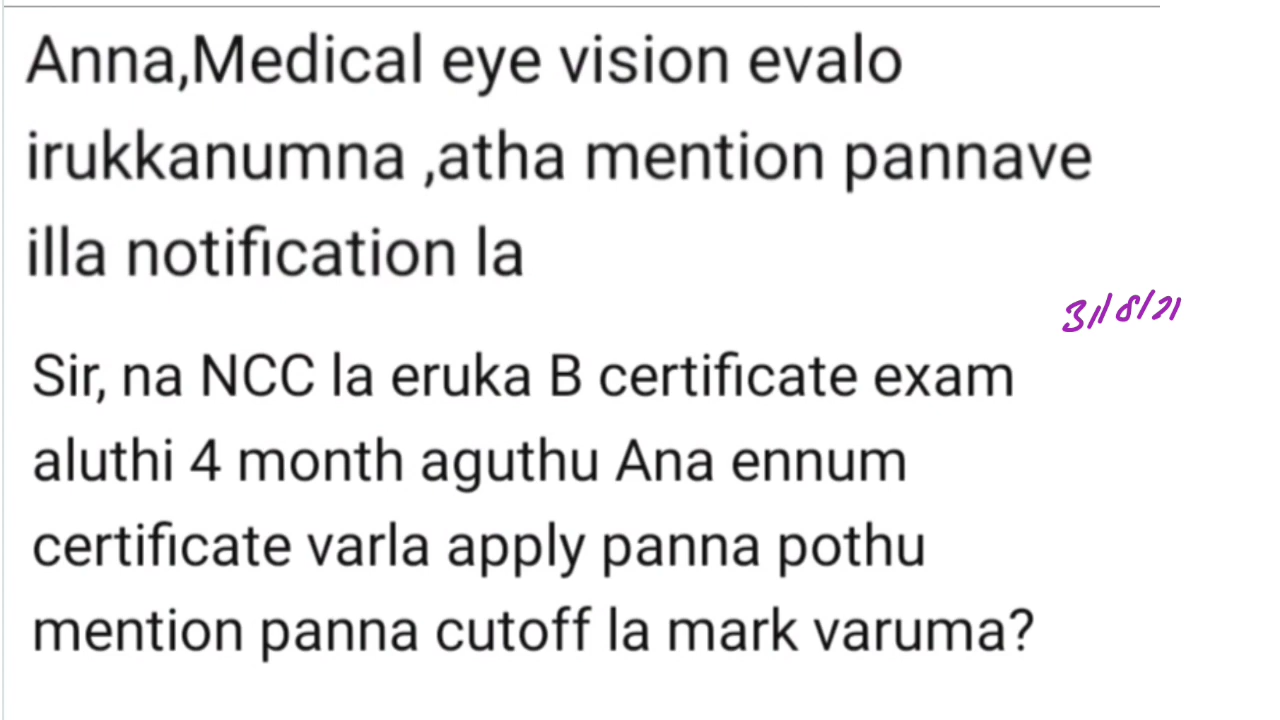 Anna,Medical eye vision evalo
irukkanumna ,atha mention pannave
illa notification la
31/8/21
Sir, na NCC la eruka B certificate exam
aluthi 4 month aguthu Ana ennum
certificate varla apply panna pothu
mention panna cutoff la mark varuma?